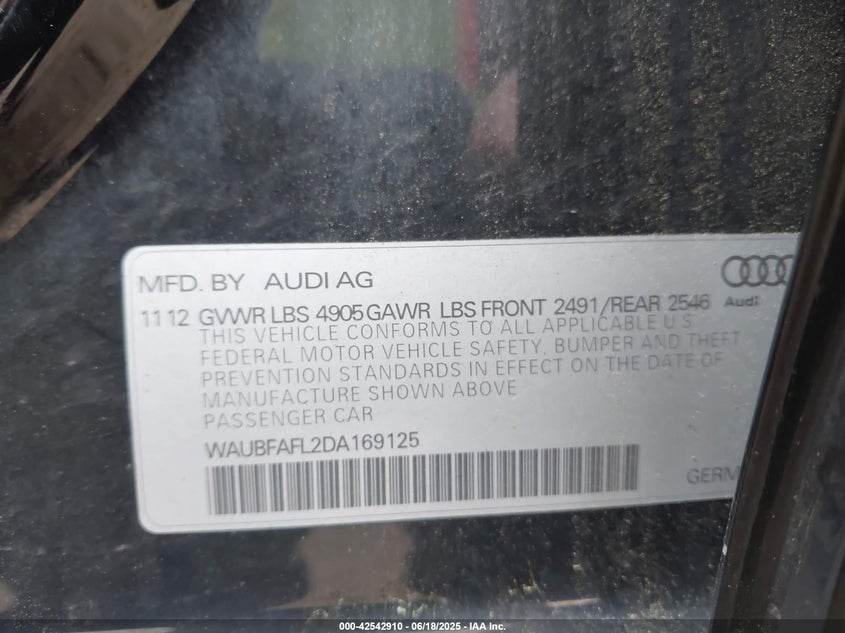 MFD. BY AUDI AG
11 12 GVWR LBS 4905 GAWR LBS FRONT 2491/REAR 2546
Audi
THIS VEHICLE CONFORMS TO ALL APPLICABLE U S
FEDERAL MOTOR VEHICLE SAFETY, BUMPER AND THEFT
PREVENTION STANDARDS IN EFFECT ON THE DATE OF
MANUFACTURE SHOWN ABOVE
PASSENGER CAR
WAUBFAFL2DA169125
GERM
000-42542910 - 06/18/2025 - IAA Inc.